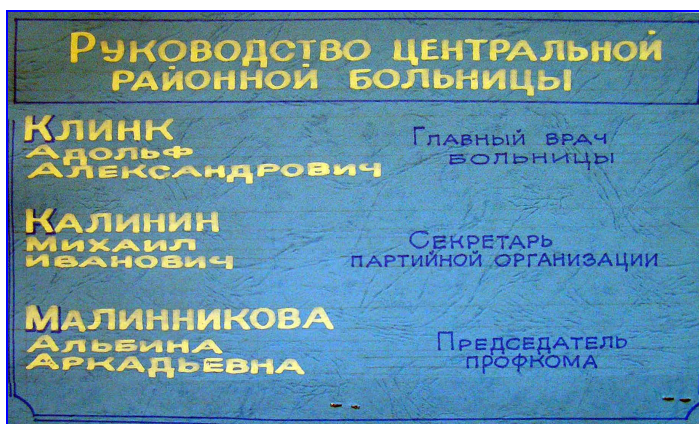 Руководство центральной
районной больницы
Клинк
Адольф
Александрович
Главный врач
больницы
Калинин
Михаил
Иванович
Секретарь
партийной организации
Малинникова
Альбина
Аркадьевна
Председатель
профкома